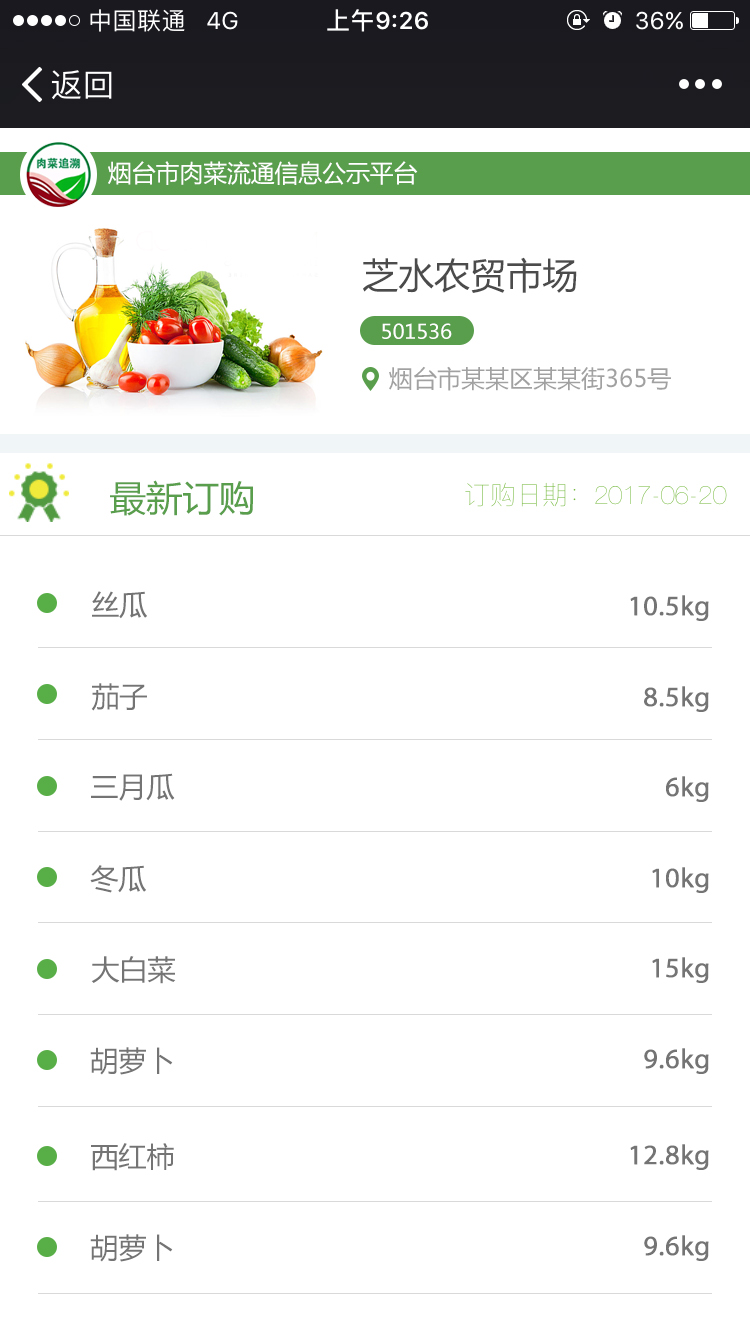 中国联通 4G 上午9:26 36%
返回
肉菜追溯
烟台市肉菜流通信息公示平台
芝水农贸市场
501536
烟台市某某区某某街365号
最新订购 订购日期：2017-06-20
丝瓜 10.5kg
茄子 8.5kg
三月瓜 6kg
冬瓜 10kg
大白菜 15kg
胡萝卜 9.6kg
西红柿 12.8kg
胡萝卜 9.6kg